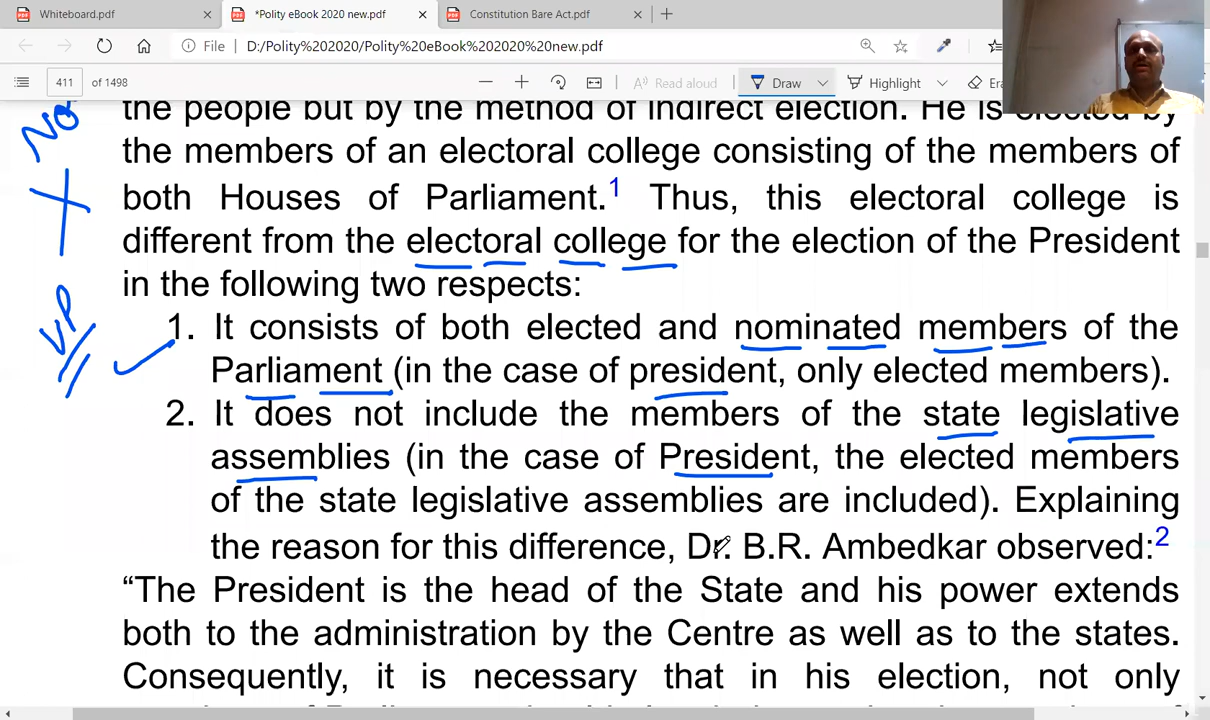 Whiteboard.pdf
*Polity eBook 2020 new.pdf
Constitution Bare Act.pdf
File D:/Polity%202020/Polity%20eBook%202020%20new.pdf
411 of 1498
Read aloud
Draw
Highlight
Era
the people but by the method of indirect election. He is elected by
the members of an electoral college consisting of the members of
both Houses of Parliament.1 Thus, this electoral college is
different from the electoral college for the election of the President
in the following two respects:
1. It consists of both elected and nominated members of the
Parliament (in the case of president, only elected members).
2. It does not include the members of the state legislative
assemblies (in the case of President, the elected members
of the state legislative assemblies are included). Explaining
the reason for this difference, Dr. B.R. Ambedkar observed:2
“The President is the head of the State and his power extends
both to the administration by the Centre as well as to the states.
Consequently, it is necessary that in his election, not only
No
VP